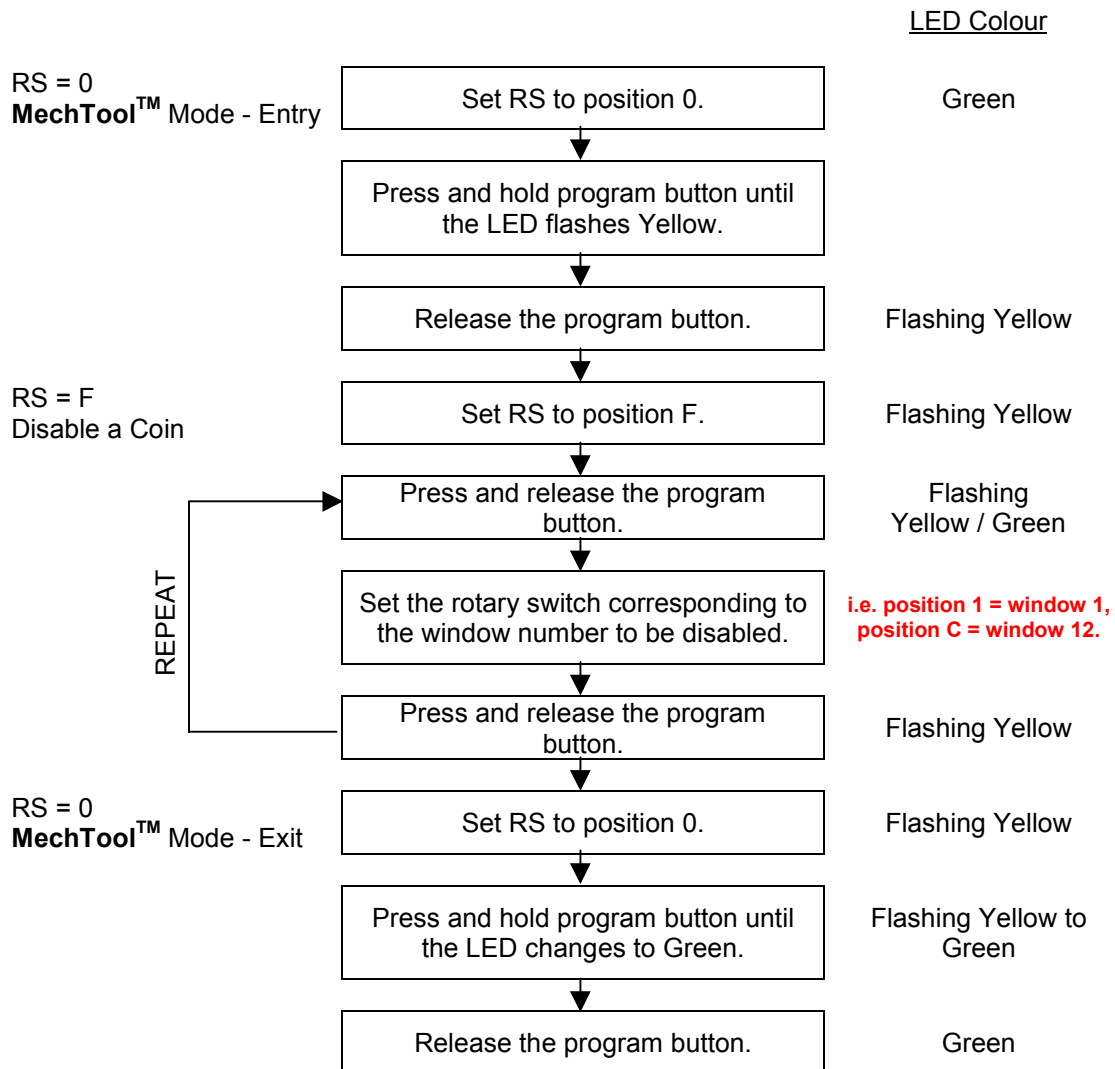 LED Colour
RS = 0
MechTool™ Mode - Entry
Set RS to position 0.
Green
Press and hold program button until
the LED flashes Yellow.
Release the program button.
Flashing Yellow
RS = F
Disable a Coin
Set RS to position F.
Flashing Yellow
Press and release the program
button.
Flashing
Yellow / Green
REPEAT
Set the rotary switch corresponding to
the window number to be disabled.
i.e. position 1 = window 1,
position C = window 12.
Press and release the program
button.
Flashing Yellow
RS = 0
MechTool™ Mode - Exit
Set RS to position 0.
Flashing Yellow
Press and hold program button until
the LED changes to Green.
Flashing Yellow to
Green
Release the program button.
Green